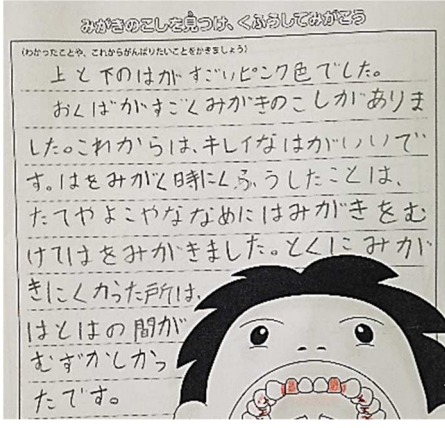 みがきのこしを見つけ、くふうしてみがこう
(わかったことや、これからがんばりたいことをかきましょう)
上と下のはがすごいピンク色でした。
おくばがすごくみがきのこしがありま
した。これからは、キレイなはがいいで
す。はをみがく時にくふうしたことは、
たてやよこやななめにはみがきをむ
けてはをみがきました。とくにみが
きにくかった所は、
はとはの間が
むずかしかっ
たです。